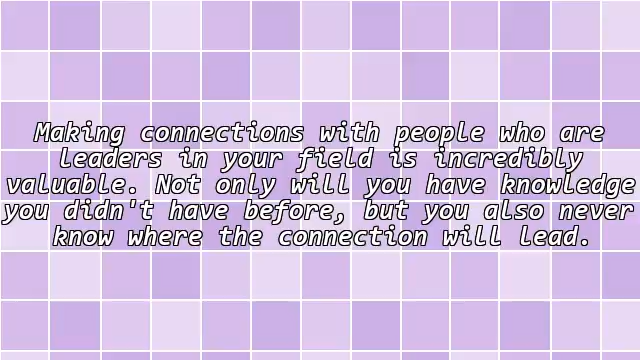 Making connections with people who are
leaders in your field is incredibly
valuable. Not only will you have knowledge
you didn't have before, but you also never
know where the connection will lead.